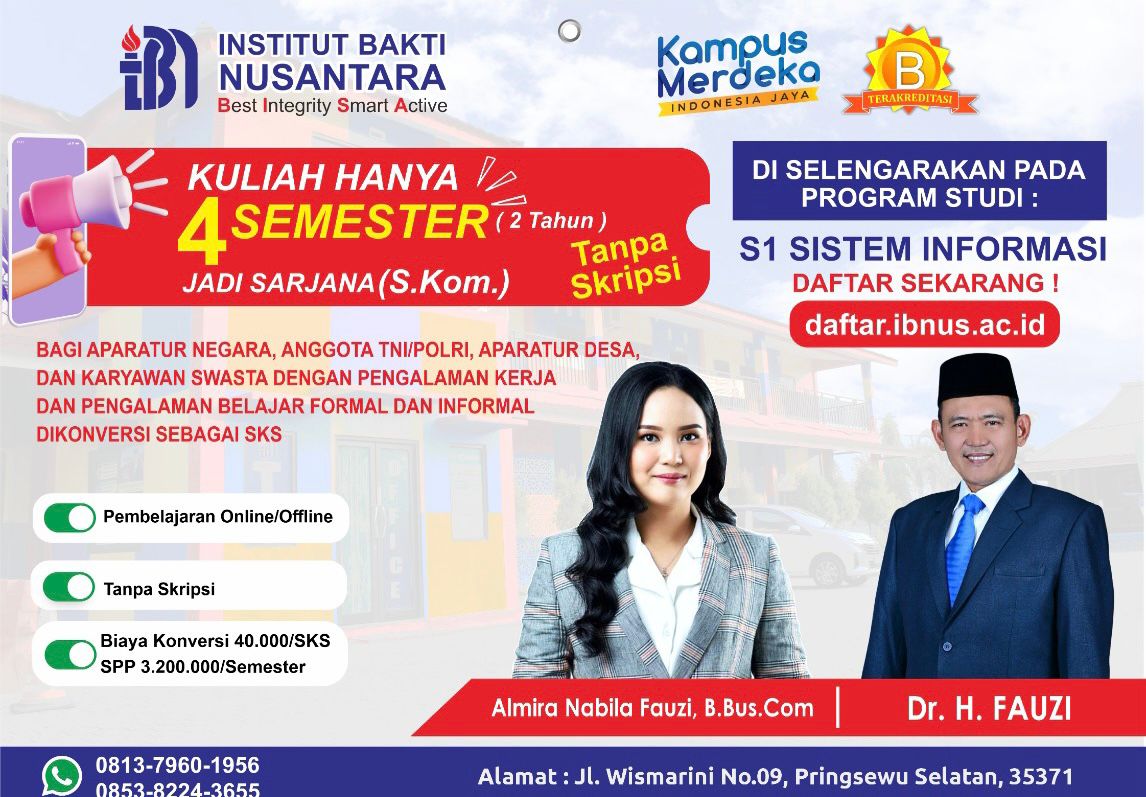 INSTITUT BAKTI
NUSANTARA
Best Integrity Smart Active
Kampus
Merdeka
INDONESIA JAYA
B
TERAKREDITASI
KULIAH HANYA
4 SEMESTER ( 2 Tahun )
JADI SARJANA (S.Kom.)
Tanpa
Skripsi
DI SELENGARAKAN PADA
PROGRAM STUDI :
S1 SISTEM INFORMASI
DAFTAR SEKARANG !
daftar.ibnus.ac.id
BAGI APARATUR NEGARA, ANGGOTA TNI/POLRI, APARATUR DESA,
DAN KARYAWAN SWASTA DENGAN PENGALAMAN KERJA
DAN PENGALAMAN BELAJAR FORMAL DAN INFORMAL
DIKONVERSI SEBAGAI SKS
Pembelajaran Online/Offline
Tanpa Skripsi
Biaya Konversi 40.000/SKS
SPP 3.200.000/Semester
Almira Nabila Fauzi, B.Bus.Com
Dr. H. FAUZI
0813-7960-1956
0853-8224-3655
Alamat : Jl. Wismarini No.09, Pringsewu Selatan, 35371